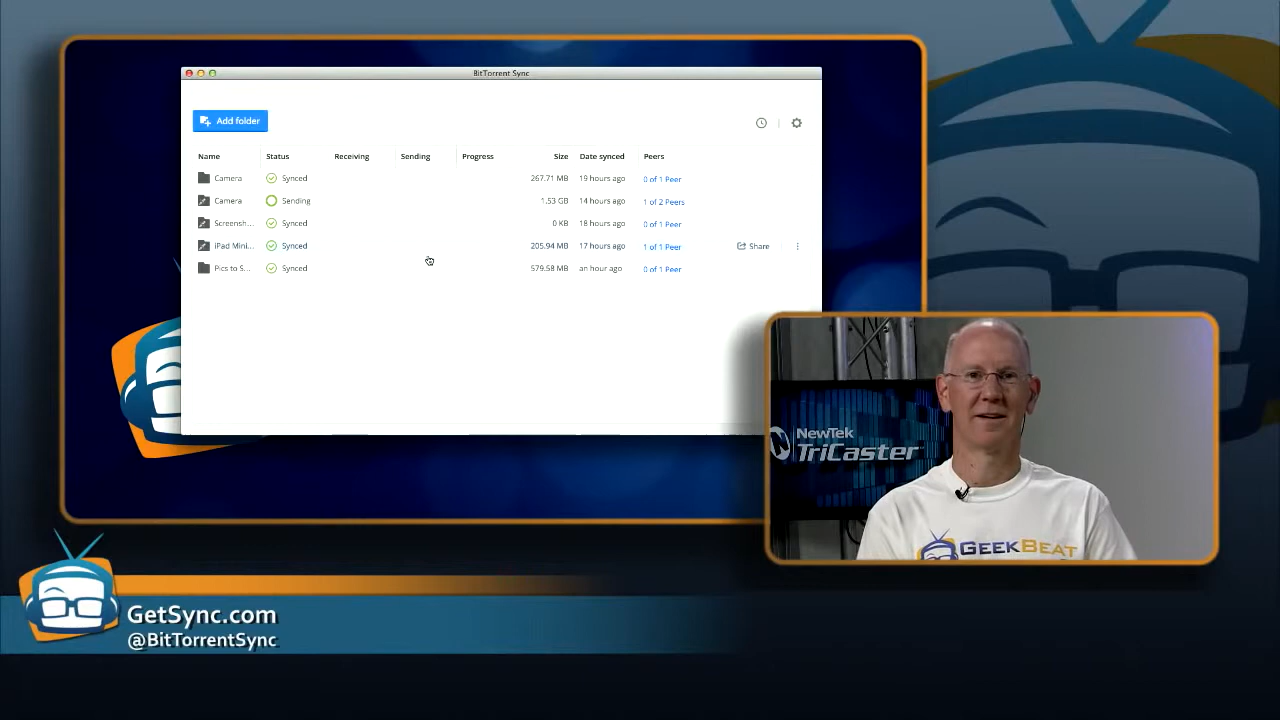 BitTorrent Sync
Add folder
Name Status Receiving Sending Progress Size Date synced Peers
Camera Synced 267.71 MB 19 hours ago 0 of 1 Peer
Camera Sending 1.53 GB 14 hours ago 1 of 2 Peers
Screensh... Synced 0 KB 18 hours ago 0 of 1 Peer
iPad Mini... Synced 205.94 MB 17 hours ago 1 of 1 Peer Share
Pics to S... Synced 579.58 MB an hour ago 0 of 1 Peer
NewTek
TriCaster
GEEKBEAT
GetSync.com
@BitTorrentSync